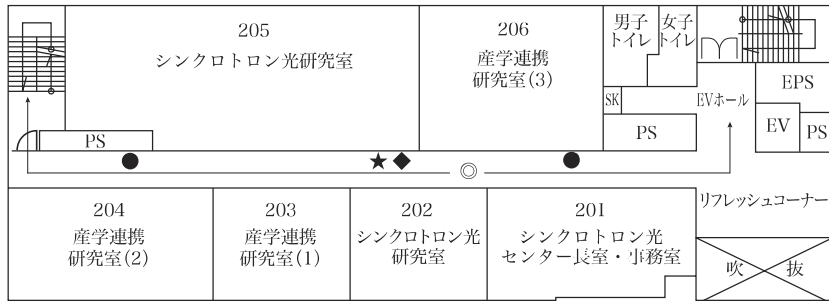 205
シンクロトロン光研究室
206
産学連携
研究室(3)
男子
トイレ
女子
トイレ
SK
EVホール
EPS
EV
PS
PS
PS
204
産学連携
研究室(2)
203
産学連携
研究室(1)
202
シンクロトロン光
研究室
201
シンクロトロン光
センター長室・事務室
リフレッシュコーナー
吹 抜